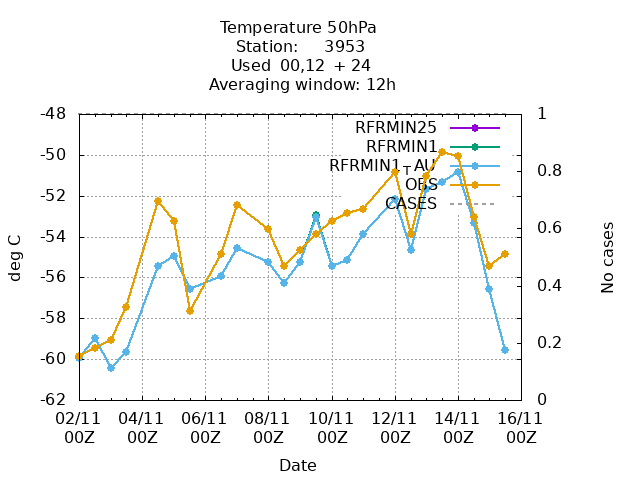 Temperature 50hPa
Station: 3953
Used 00,12 + 24
Averaging window: 12h
-48
-50
-52
-54
-56
-58
-60
-62
deg C
1
0.8
0.6
0.4
0.2
0
No cases
RFRMIN25
RFRMIN1
RFRMIN1_TAU
OBS
CASES
02/11 04/11 06/11 08/11 10/11 12/11 14/11 16/11
00Z 00Z 00Z 00Z 00Z 00Z 00Z 00Z
Date